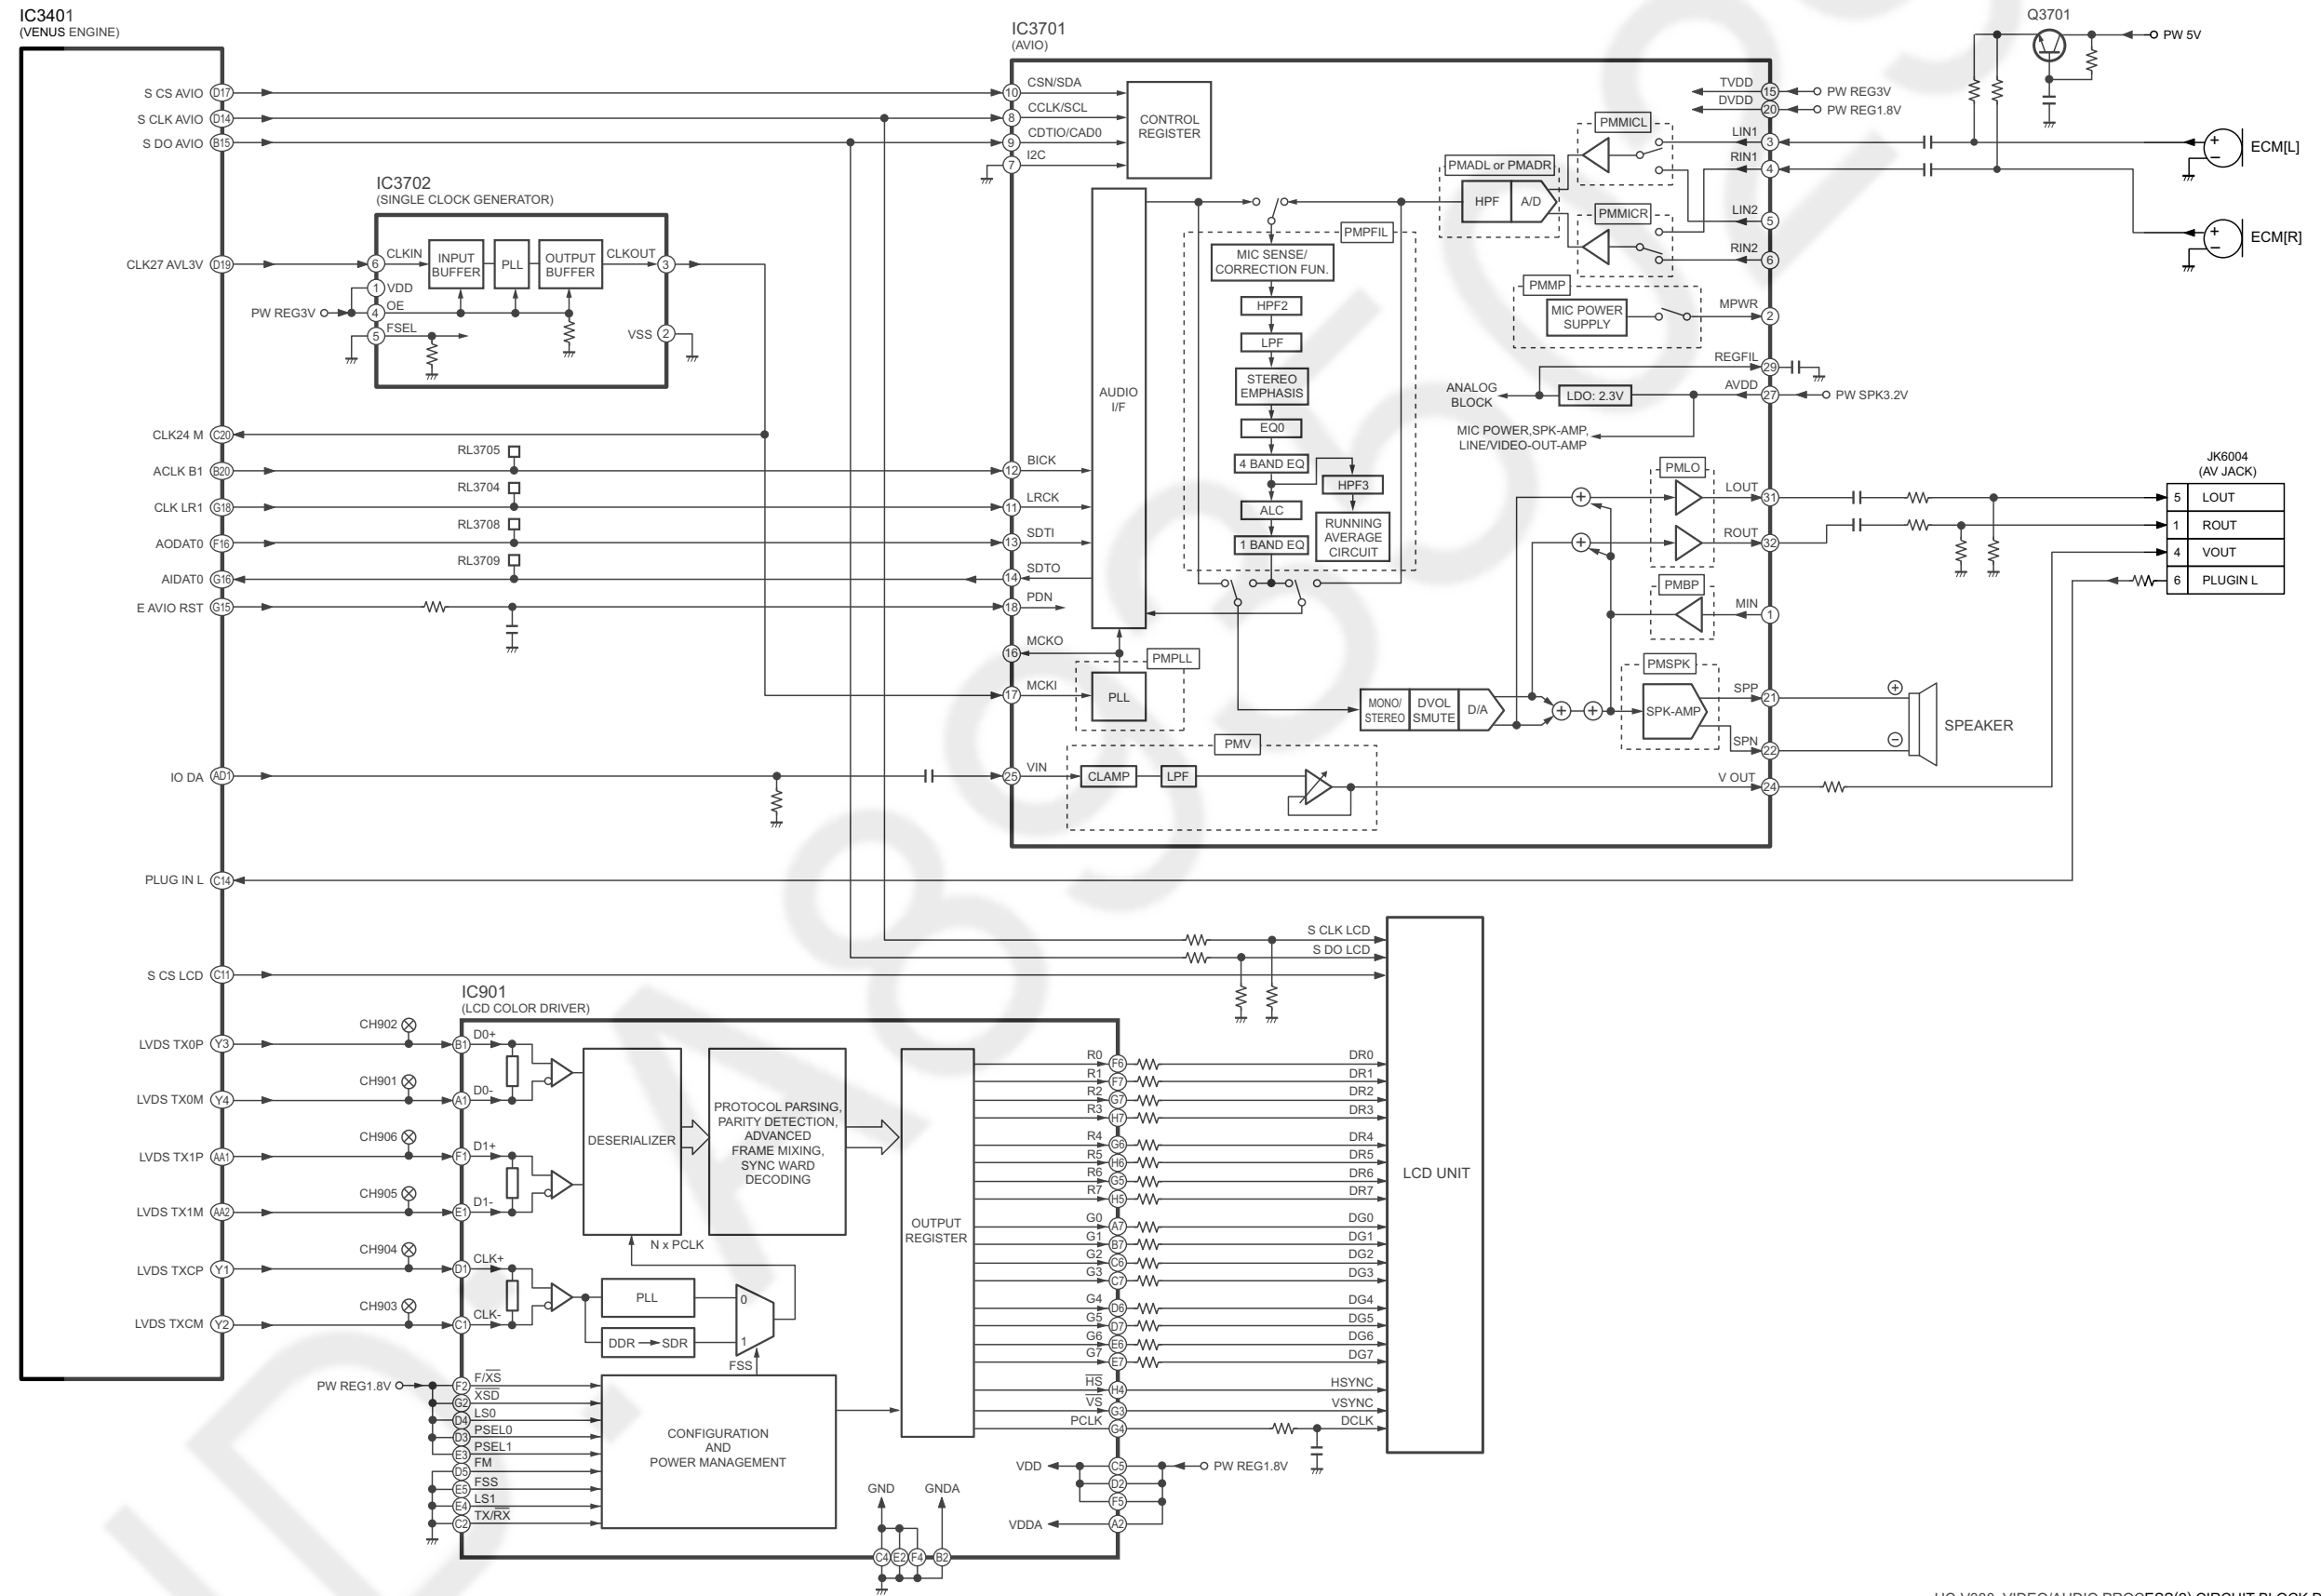 IC3401
(VENUS ENGINE)
S CS AVIO D17
S CLK AVIO D14
S DO AVIO B15
CLK27 AVL3V D19
CLK24 M C20
ACLK B1 B20
CLK LR1 G18
AODAT0 F16
AIDAT0 G16
E AVIO RST G15
IO DA AD1
PLUG IN L C14
S CS LCD C11
LVDS TX0P Y3
LVDS TX0M Y4
LVDS TX1P AA1
LVDS TX1M AA2
LVDS TXCP Y1
LVDS TXCM Y2
IC3702
(SINGLE CLOCK GENERATOR)
6 CLKIN
INPUT
BUFFER
PLL
OUTPUT
BUFFER
CLKOUT 3
1 VDD
PW REG3V
4 OE
5 FSEL
VSS 2
RL3705
RL3704
RL3708
RL3709
IC3701
(AVIO)
10 CSN/SDA
8 CCLK/SCL
9 CDTIO/CAD0
7 I2C
CONTROL
REGISTER
12 BICK
11 LRCK
13 SDTI
14 SDTO
18 PDN
16 MCKO
17 MCKI
25 VIN
AUDIO
I/F
PMPLL
PLL
PMPFIL
MIC SENSE/
CORRECTION FUN.
HPF2
LPF
STEREO
EMPHASIS
EQ0
4 BAND EQ
HPF3
ALC
1 BAND EQ
RUNNING
AVERAGE
CIRCUIT
PMADL or PMADR
HPF
A/D
PMMICL
PMMICR
PMMP
MIC POWER
SUPPLY
TVDD 15 PW REG3V
DVDD 20 PW REG1.8V
LIN1 3
RIN1 4
LIN2 5
RIN2 6
MPWR 2
REGFIL 29
AVDD 27 PW SPK3.2V
ANALOG
BLOCK
LDO: 2.3V
MIC POWER,SPK-AMP,
LINE/VIDEO-OUT-AMP
PMLO
LOUT 31
ROUT 32
PMBP
MIN 1
PMSPK
SPK-AMP
SPP 21
SPN 22
V OUT 24
MONO/
STEREO
DVOL
SMUTE
D/A
PMV
CLAMP
LPF
Q3701
PW 5V
+
−
ECM[L]
+
−
ECM[R]
JK6004
(AV JACK)
5 LOUT
1 ROUT
4 VOUT
6 PLUGIN L
+
−
SPEAKER
S CLK LCD
S DO LCD
LCD UNIT
IC901
(LCD COLOR DRIVER)
CH902
CH901
CH906
CH905
CH904
CH903
B1 D0+
A1 D0-
F1 D1+
E1 D1-
D1 CLK+
C1 CLK-
DESERIALIZER
PROTOCOL PARSING,
PARITY DETECTION,
ADVANCED
FRAME MIXING,
SYNC WARD
DECODING
N x PCLK
PLL
DDR SDR
0
1
FSS
OUTPUT
REGISTER
PW REG1.8V
F2 F/XS
G2 XSD
D4 LS0
D3 PSEL0
E3 PSEL1
D5 FM
E5 FSS
E4 LS1
C2 TX/RX
CONFIGURATION
AND
POWER MANAGEMENT
R0 F6 DR0
R1 F7 DR1
R2 G7 DR2
R3 H7 DR3
R4 G6 DR4
R5 H6 DR5
R6 G5 DR6
R7 H5 DR7
G0 A7 DG0
G1 B7 DG1
G2 C6 DG2
G3 C7 DG3
G4 D6 DG4
G5 D7 DG5
G6 E6 DG6
G7 E7 DG7
HS H4 HSYNC
VS G3 VSYNC
PCLK G4 DCLK
VDD C5 PW REG1.8V
D2
F5
VDDA A2
GND
GNDA
C4 E2 F4 B2